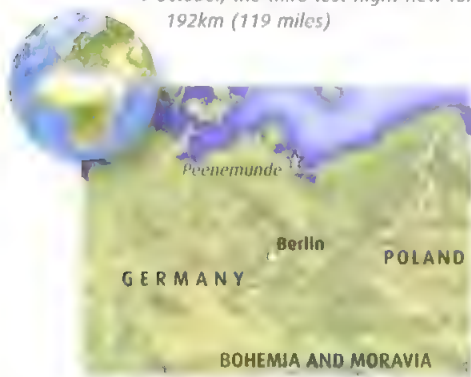 192km (119 miles)
Peenemunde
Berlin
POLAND
GERMANY
BOHEMIA AND MORAVIA